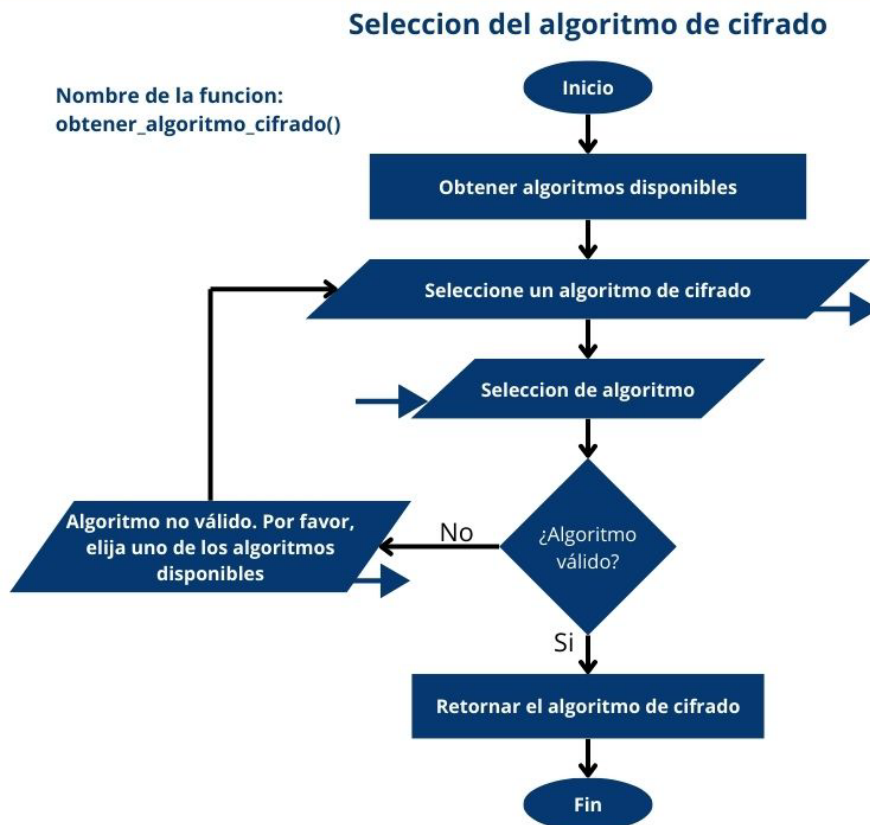 Seleccion del algoritmo de cifrado
Nombre de la funcion:
obtener_algoritmo_cifrado()
Inicio
Obtener algoritmos disponibles
Seleccione un algoritmo de cifrado
Seleccion de algoritmo
¿Algoritmo
válido?
No
Algoritmo no válido. Por favor,
elija uno de los algoritmos
disponibles
Si
Retornar el algoritmo de cifrado
Fin